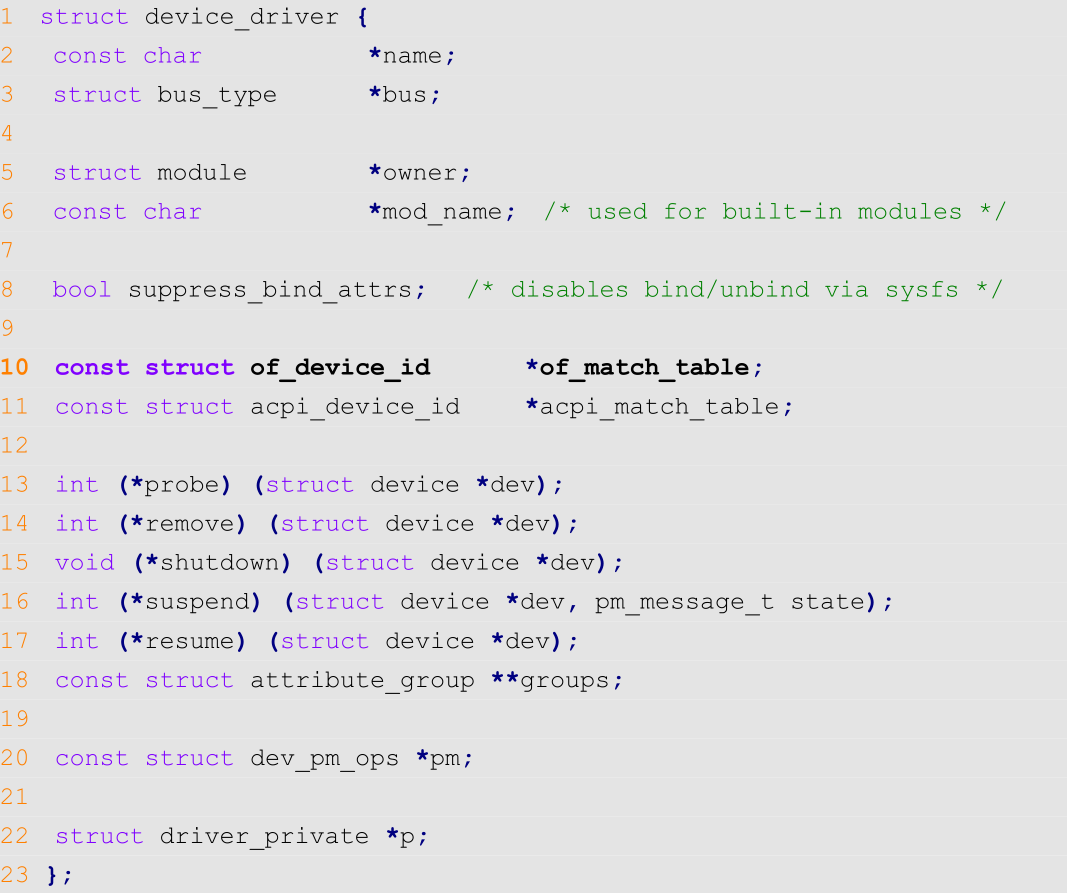 1 struct device_driver {
2 const char *name;
3 struct bus_type *bus;
4
5 struct module *owner;
6 const char *mod_name; /* used for built-in modules */
7
8 bool suppress_bind_attrs; /* disables bind/unbind via sysfs */
9
10 const struct of_device_id *of_match_table;
11 const struct acpi_device_id *acpi_match_table;
12
13 int (*probe) (struct device *dev);
14 int (*remove) (struct device *dev);
15 void (*shutdown) (struct device *dev);
16 int (*suspend) (struct device *dev, pm_message_t state);
17 int (*resume) (struct device *dev);
18 const struct attribute_group **groups;
19
20 const struct dev_pm_ops *pm;
21
22 struct driver_private *p;
23 };